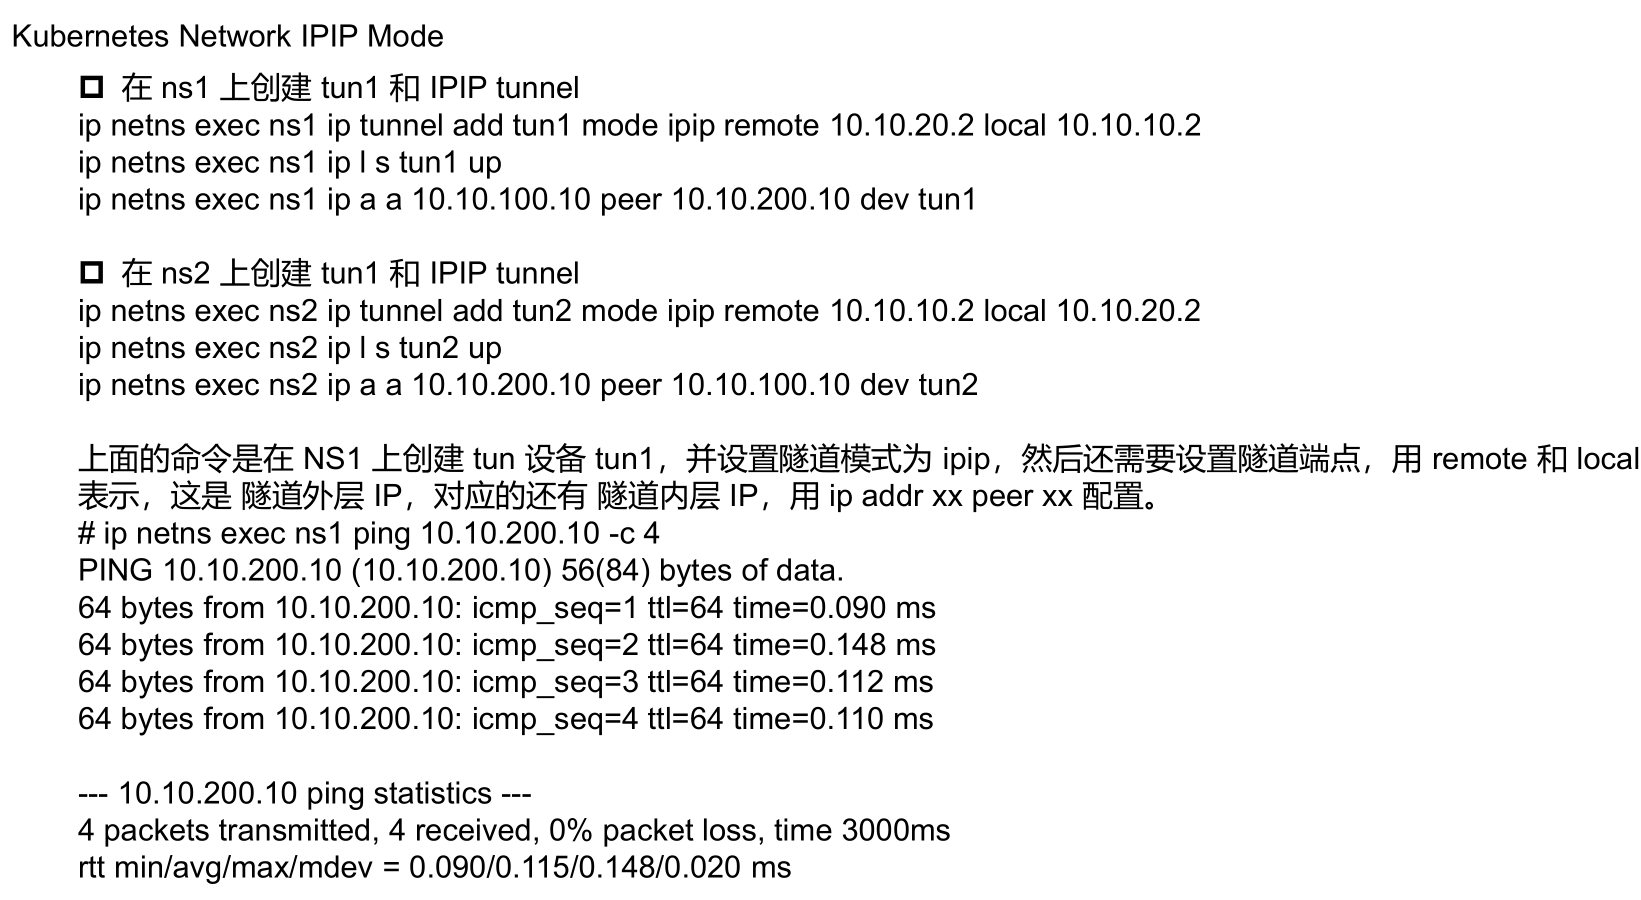 Kubernetes Network IPIP Mode
在 ns1 上创建 tun1 和 IPIP tunnel
ip netns exec ns1 ip tunnel add tun1 mode ipip remote 10.10.20.2 local 10.10.10.2
ip netns exec ns1 ip l s tun1 up
ip netns exec ns1 ip a a 10.10.100.10 peer 10.10.200.10 dev tun1
在 ns2 上创建 tun1 和 IPIP tunnel
ip netns exec ns2 ip tunnel add tun2 mode ipip remote 10.10.10.2 local 10.10.20.2
ip netns exec ns2 ip l s tun2 up
ip netns exec ns2 ip a a 10.10.200.10 peer 10.10.100.10 dev tun2
上面的命令是在 NS1 上创建 tun 设备 tun1，并设置隧道模式为 ipip，然后还需要设置隧道端点，用 remote 和 local
表示，这是 隧道外层 IP，对应的还有 隧道内层 IP，用 ip addr xx peer xx 配置。
# ip netns exec ns1 ping 10.10.200.10 -c 4
PING 10.10.200.10 (10.10.200.10) 56(84) bytes of data.
64 bytes from 10.10.200.10: icmp_seq=1 ttl=64 time=0.090 ms
64 bytes from 10.10.200.10: icmp_seq=2 ttl=64 time=0.148 ms
64 bytes from 10.10.200.10: icmp_seq=3 ttl=64 time=0.112 ms
64 bytes from 10.10.200.10: icmp_seq=4 ttl=64 time=0.110 ms
--- 10.10.200.10 ping statistics ---
4 packets transmitted, 4 received, 0% packet loss, time 3000ms
rtt min/avg/max/mdev = 0.090/0.115/0.148/0.020 ms